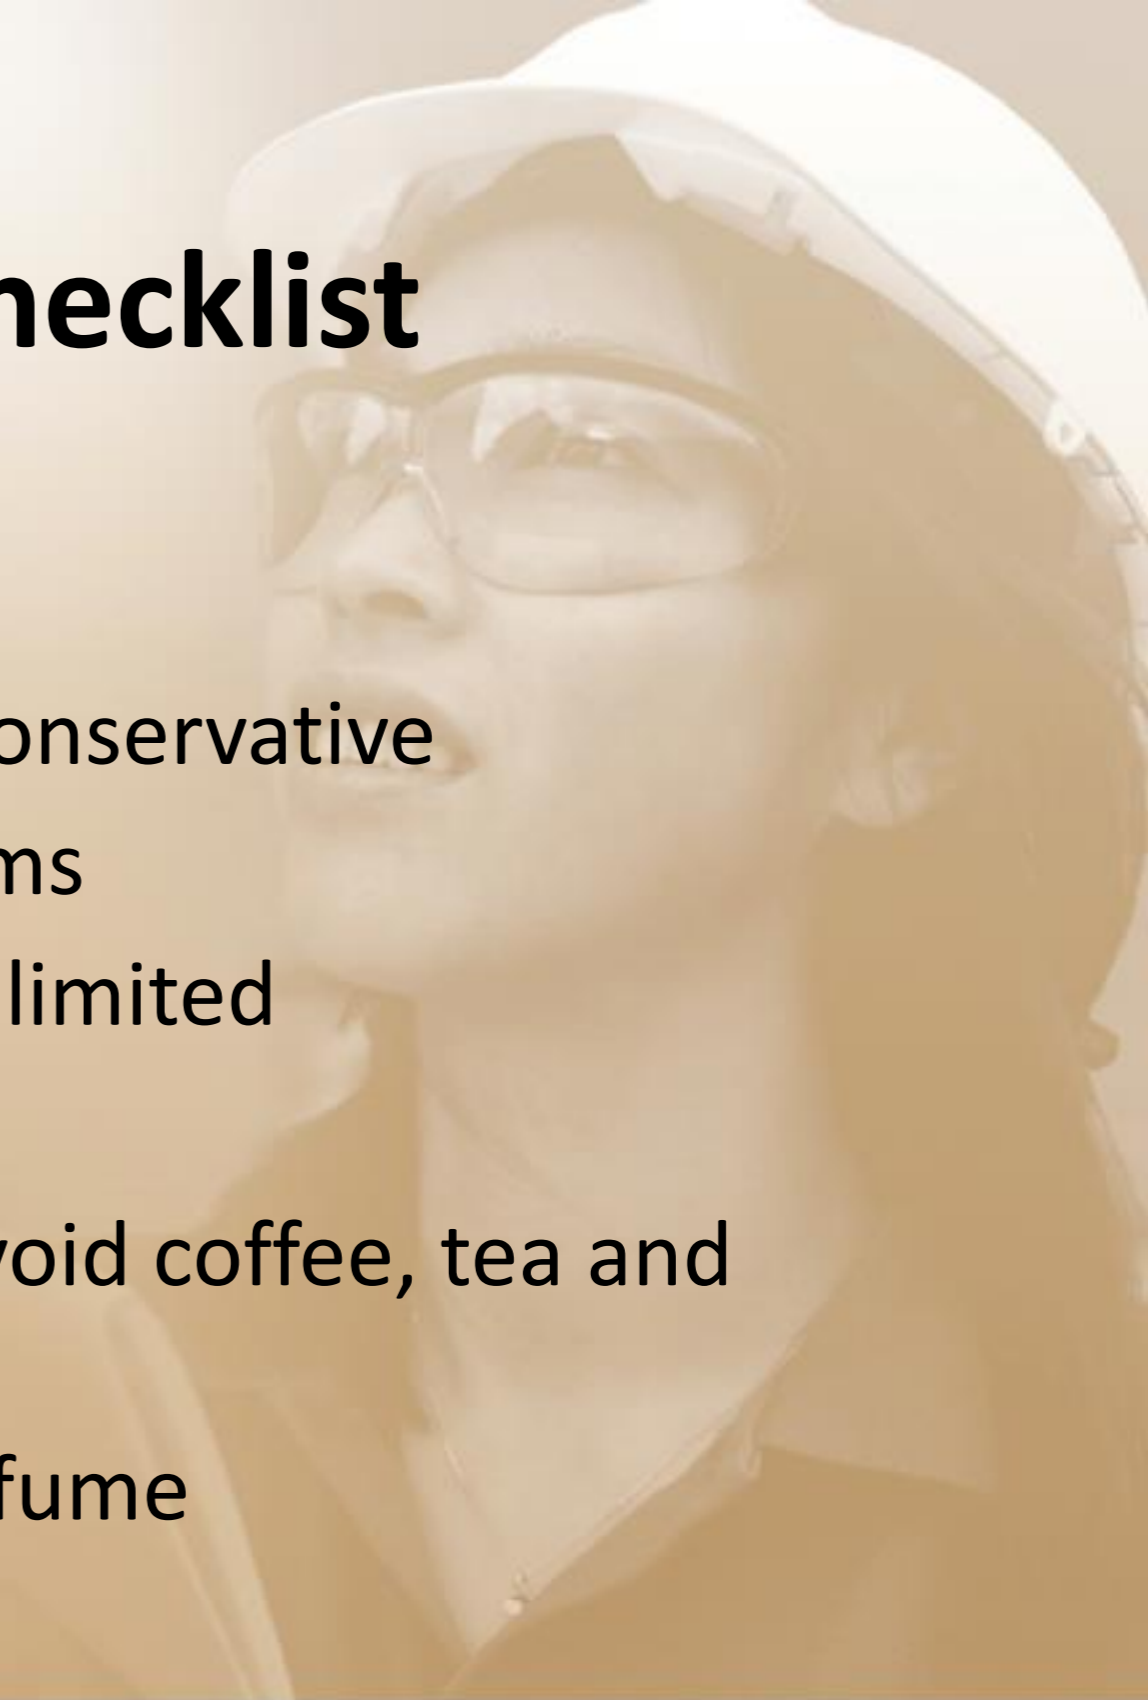 hecklist
onservative
ms
limited
void coffee, tea and
fume